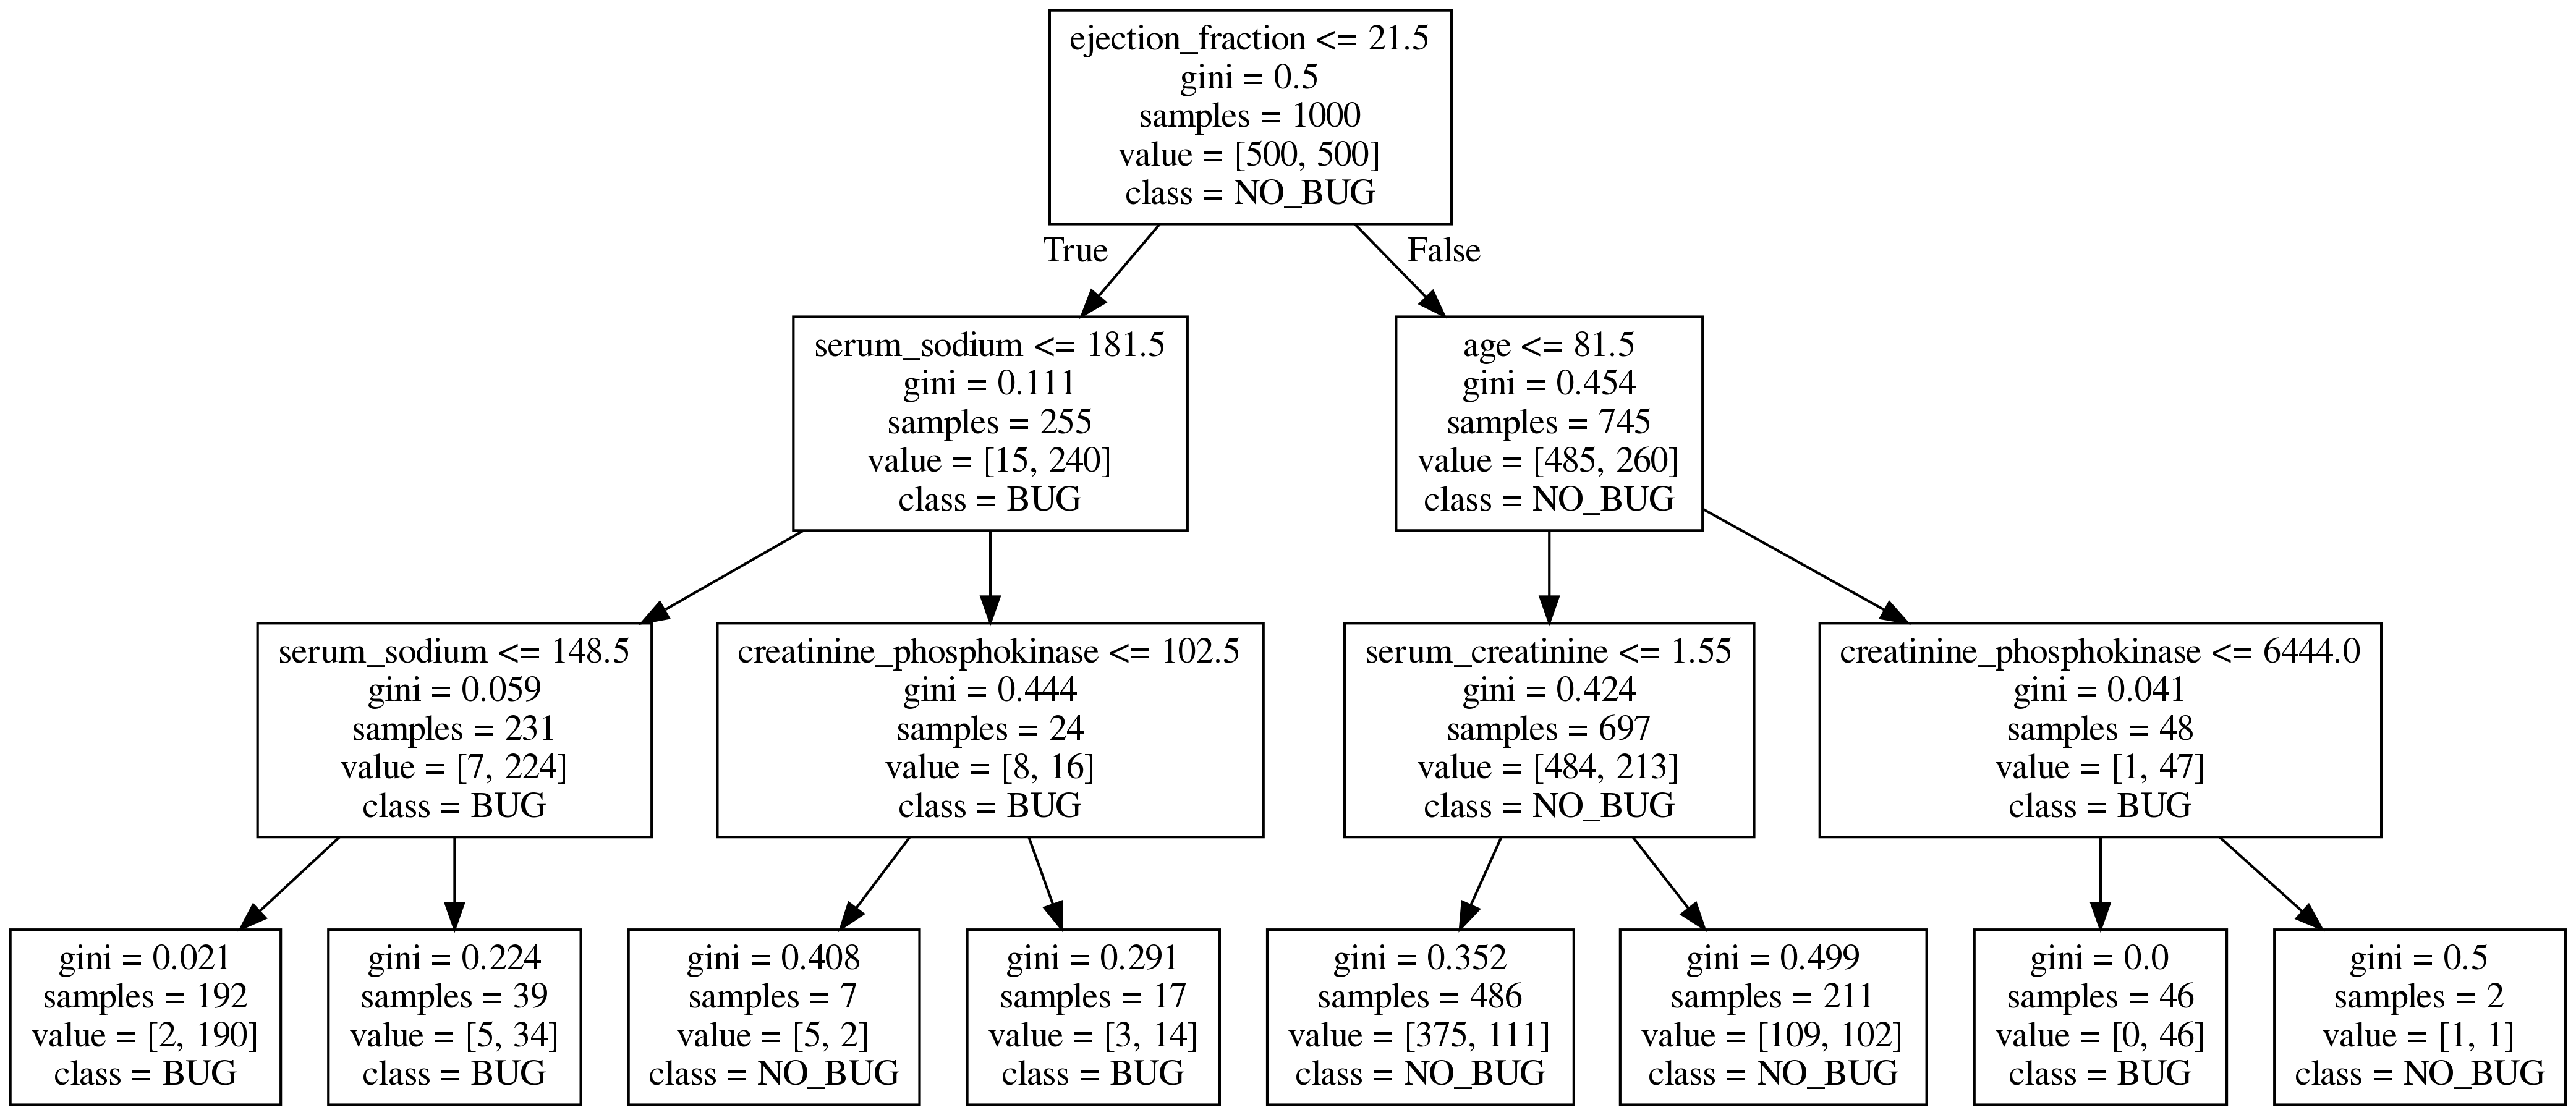 ejection_fraction <= 21.5
gini = 0.5
samples = 1000
value = [500, 500]
class = NO_BUG
True
False
serum_sodium <= 181.5
gini = 0.111
samples = 255
value = [15, 240]
class = BUG
age <= 81.5
gini = 0.454
samples = 745
value = [485, 260]
class = NO_BUG
serum_sodium <= 148.5
gini = 0.059
samples = 231
value = [7, 224]
class = BUG
creatinine_phosphokinase <= 102.5
gini = 0.444
samples = 24
value = [8, 16]
class = BUG
serum_creatinine <= 1.55
gini = 0.424
samples = 697
value = [484, 213]
class = NO_BUG
creatinine_phosphokinase <= 6444.0
gini = 0.041
samples = 48
value = [1, 47]
class = BUG
gini = 0.021
samples = 192
value = [2, 190]
class = BUG
gini = 0.224
samples = 39
value = [5, 34]
class = BUG
gini = 0.408
samples = 7
value = [5, 2]
class = NO_BUG
gini = 0.291
samples = 17
value = [3, 14]
class = BUG
gini = 0.352
samples = 486
value = [375, 111]
class = NO_BUG
gini = 0.499
samples = 211
value = [109, 102]
class = NO_BUG
gini = 0.0
samples = 46
value = [0, 46]
class = BUG
gini = 0.5
samples = 2
value = [1, 1]
class = NO_BUG